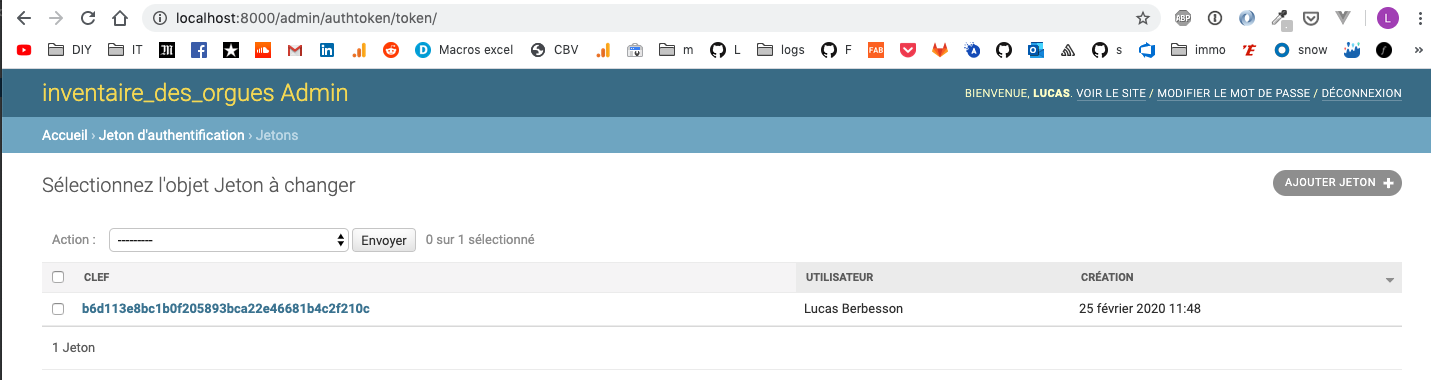 localhost:8000/admin/authtoken/token/
ABP
L
DIY IT Macros excel CBV m L logs F FAB s immo snow »
inventaire_des_orgues Admin
BIENVENUE, LUCAS. VOIR LE SITE / MODIFIER LE MOT DE PASSE / DÉCONNEXION
Accueil › Jeton d'authentification › Jetons
Sélectionnez l'objet Jeton à changer
AJOUTER JETON +
Action : --------- Envoyer 0 sur 1 sélectionné
CLEF UTILISATEUR CRÉATION
b6d113e8bc1b0f205893bca22e46681b4c2f210c Lucas Berbesson 25 février 2020 11:48
1 Jeton